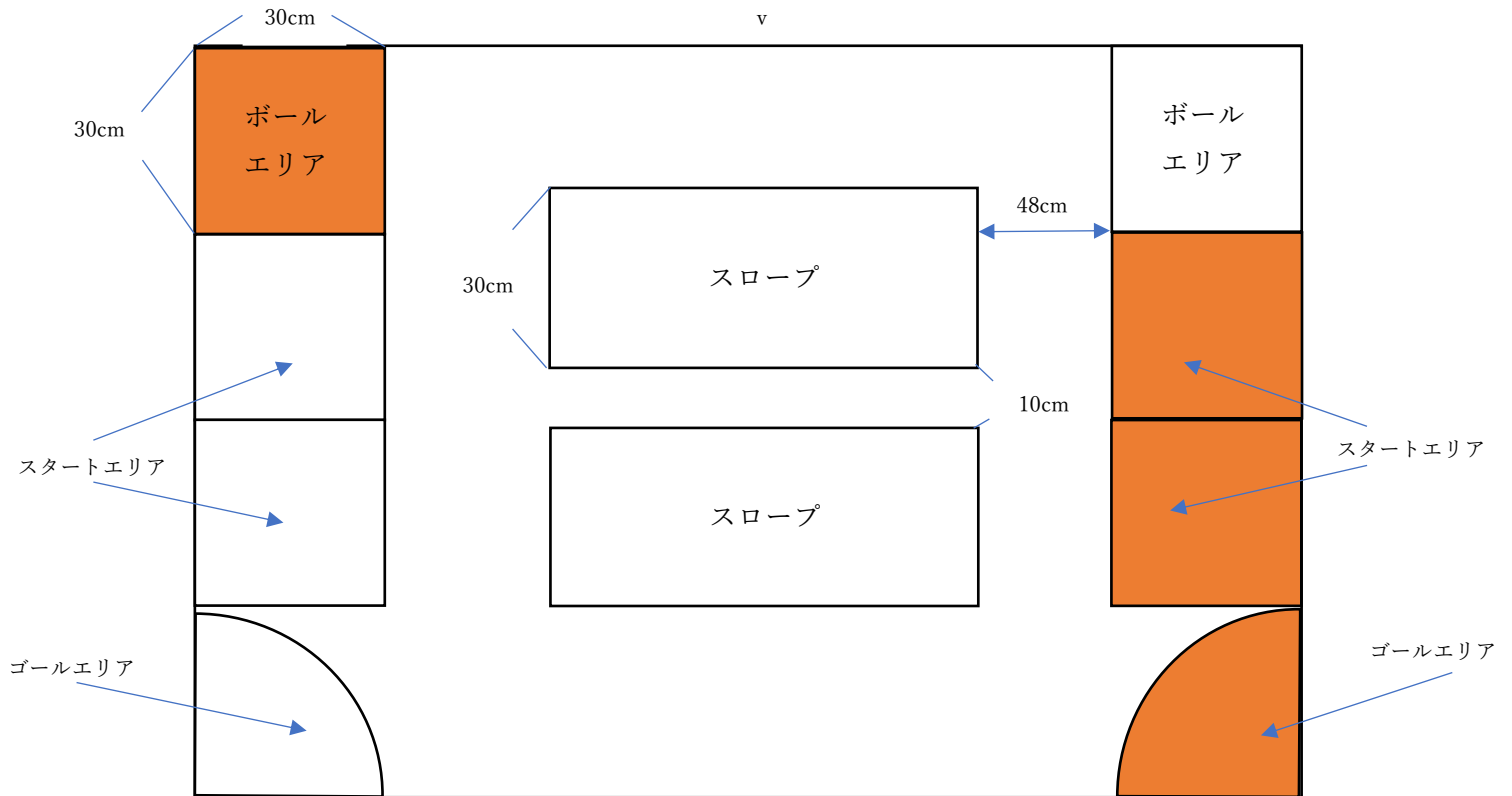 30cm
v
ボール
エリア
ボール
エリア
30cm
48cm
スロープ
30cm
10cm
スタートエリア
スタートエリア
スロープ
ゴールエリア
ゴールエリア